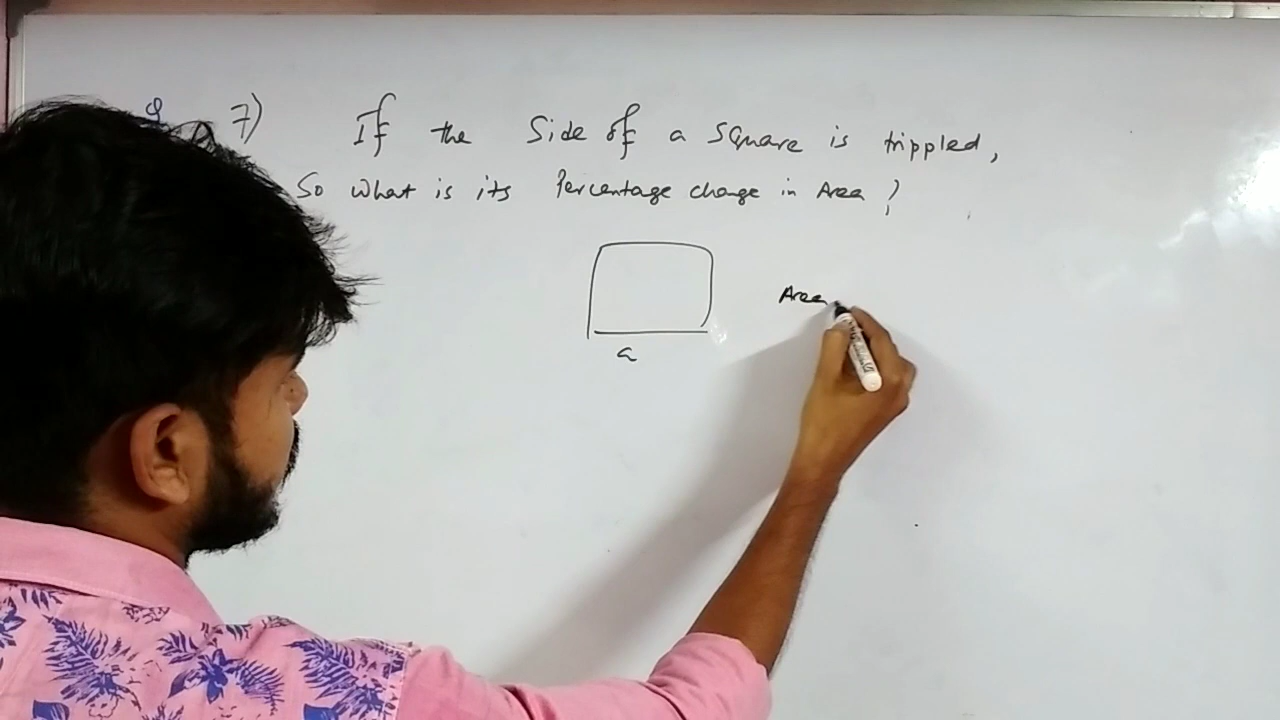 7) If the Side of a Square is trippled,
So what is its Percentage change in Area ?
Area
a